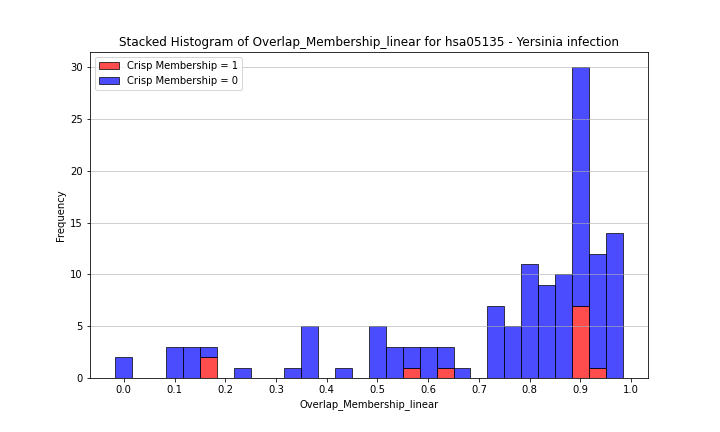 Stacked Histogram of Overlap_Membership_linear for hsa05135 - Yersinia infection
Crisp Membership = 1
Crisp Membership = 0
Frequency
30
25
20
15
10
5
0
0.0 0.1 0.2 0.3 0.4 0.5 0.6 0.7 0.8 0.9 1.0
Overlap_Membership_linear